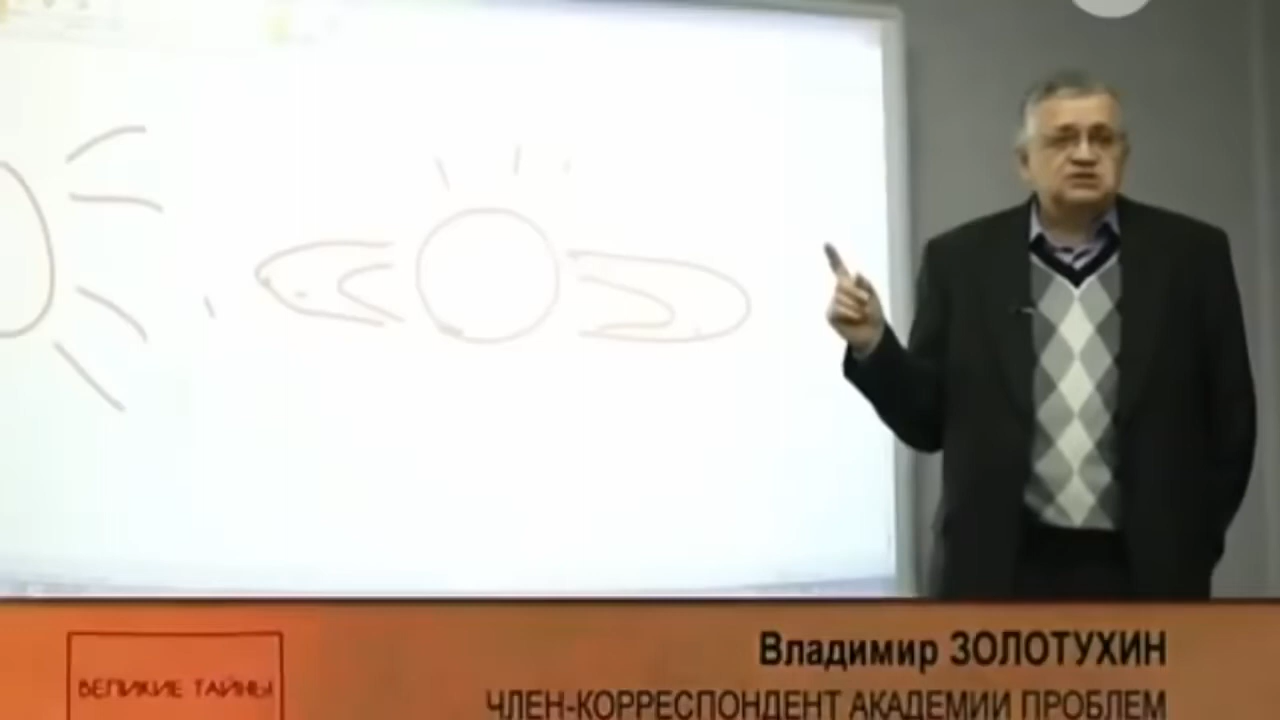 Владимир ЗОЛОТУХИН
ВЕЛИКИЕ ТАЙНЫ
ЧЛЕН-КОРРЕСПОНДЕНТ АКАДЕМИИ ПРОБЛЕМ